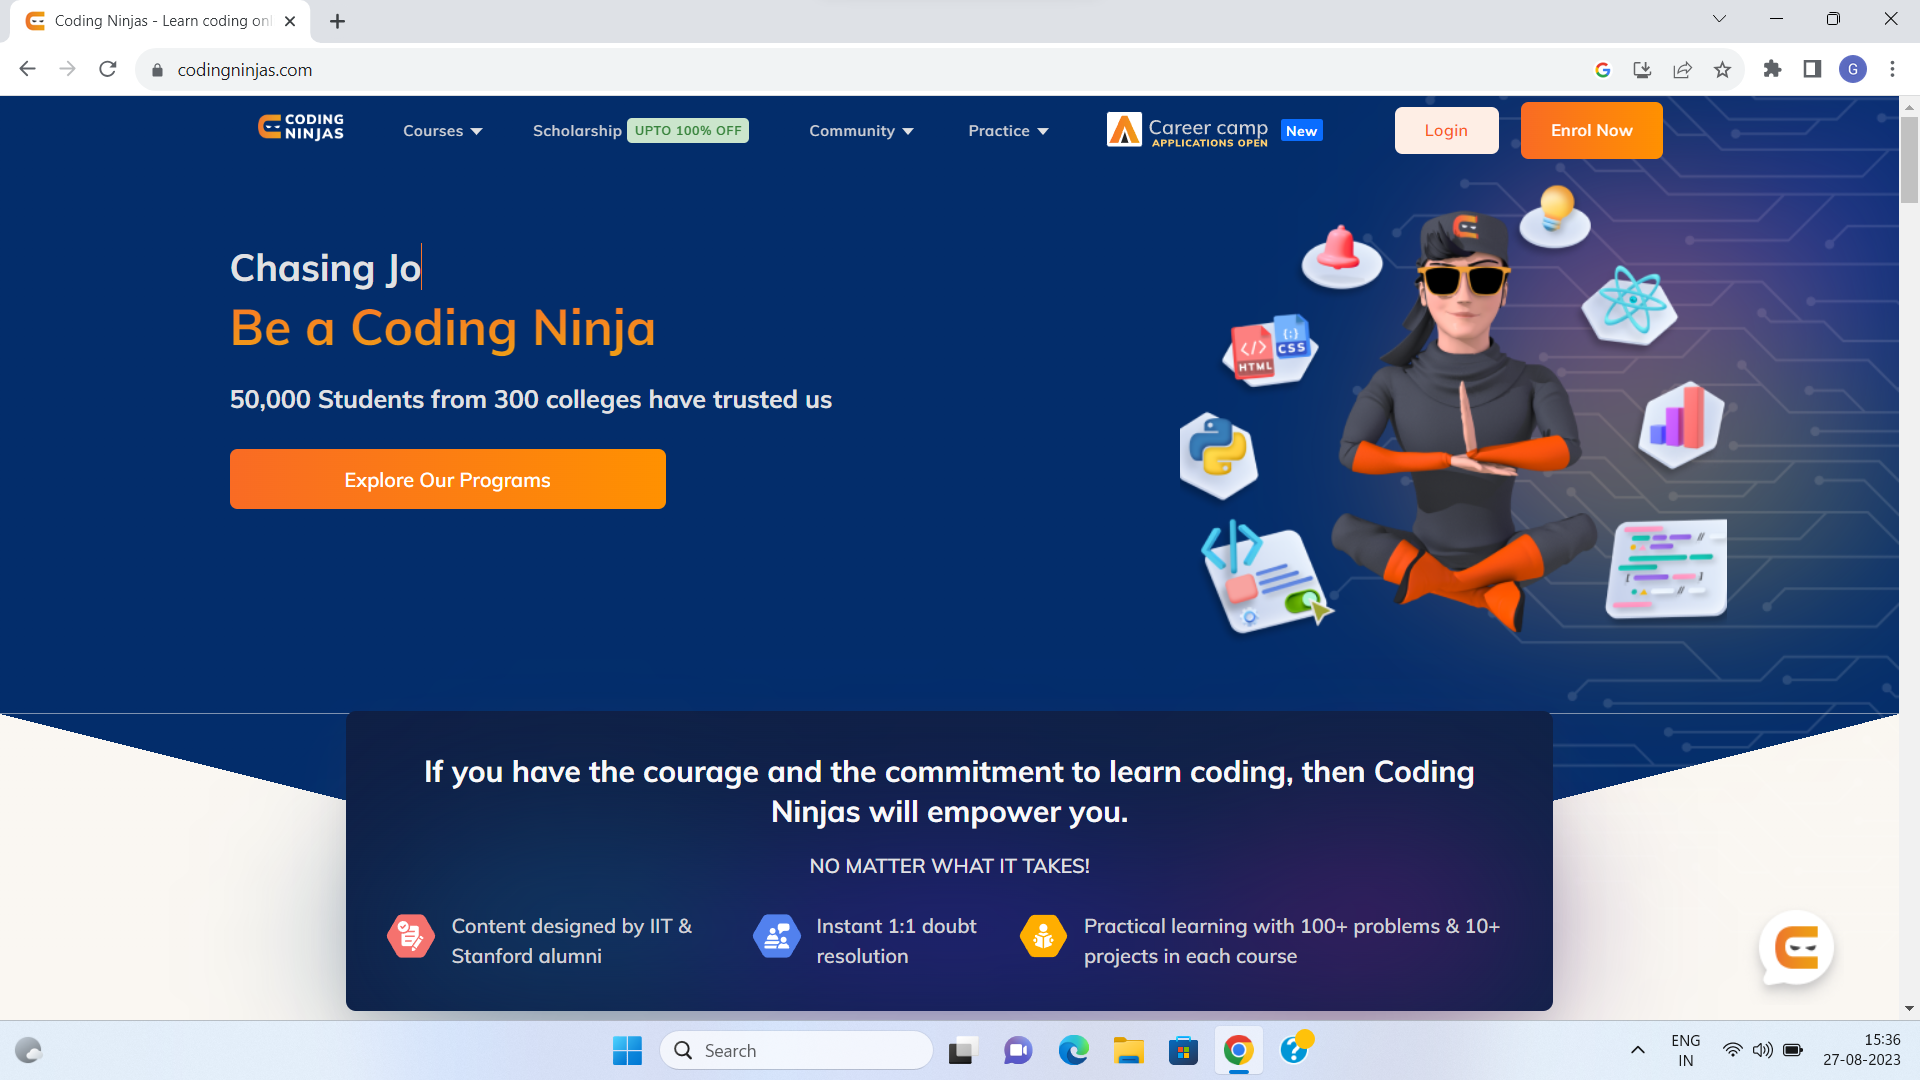 Coding Ninjas - Learn coding onl
codingninjas.com
G
CODING
NINJAS
Courses
Scholarship UPTO 100% OFF
Community
Practice
Career camp New
APPLICATIONS OPEN
Login
Enrol Now
Chasing Jo
Be a Coding Ninja
50,000 Students from 300 colleges have trusted us
Explore Our Programs
</> HTML
{;} CSS
</>
If you have the courage and the commitment to learn coding, then Coding
Ninjas will empower you.
NO MATTER WHAT IT TAKES!
Content designed by IIT &
Stanford alumni
Instant 1:1 doubt
resolution
Practical learning with 100+ problems & 10+
projects in each course
Search
ENG
IN
15:36
27-08-2023